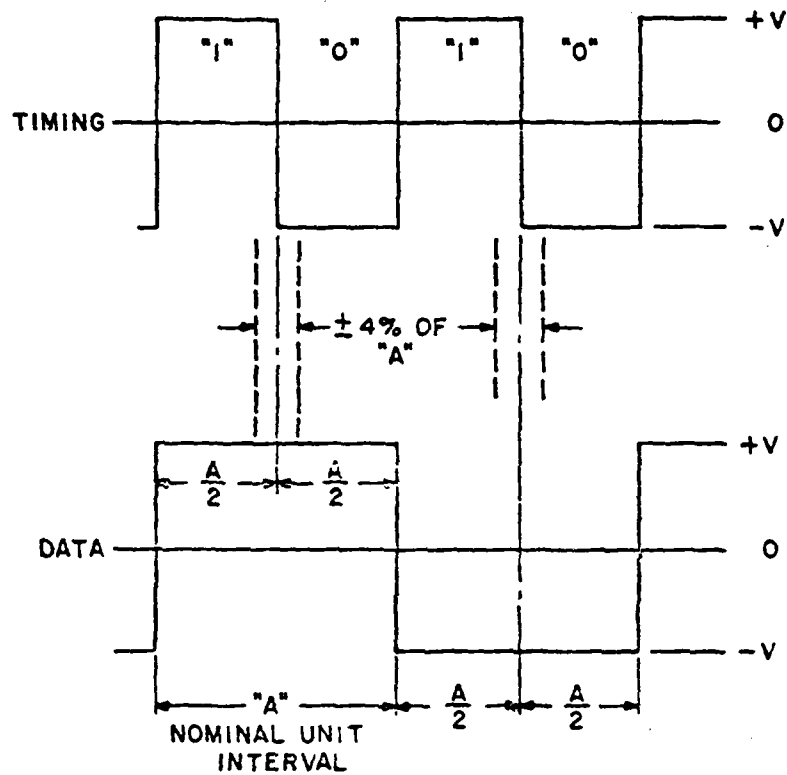 "1" "0" "1" "0" +V
TIMING 0
-V
± 4% OF
"A"
+V
A/2 A/2
DATA 0
-V
"A" A/2 A/2
NOMINAL UNIT
INTERVAL